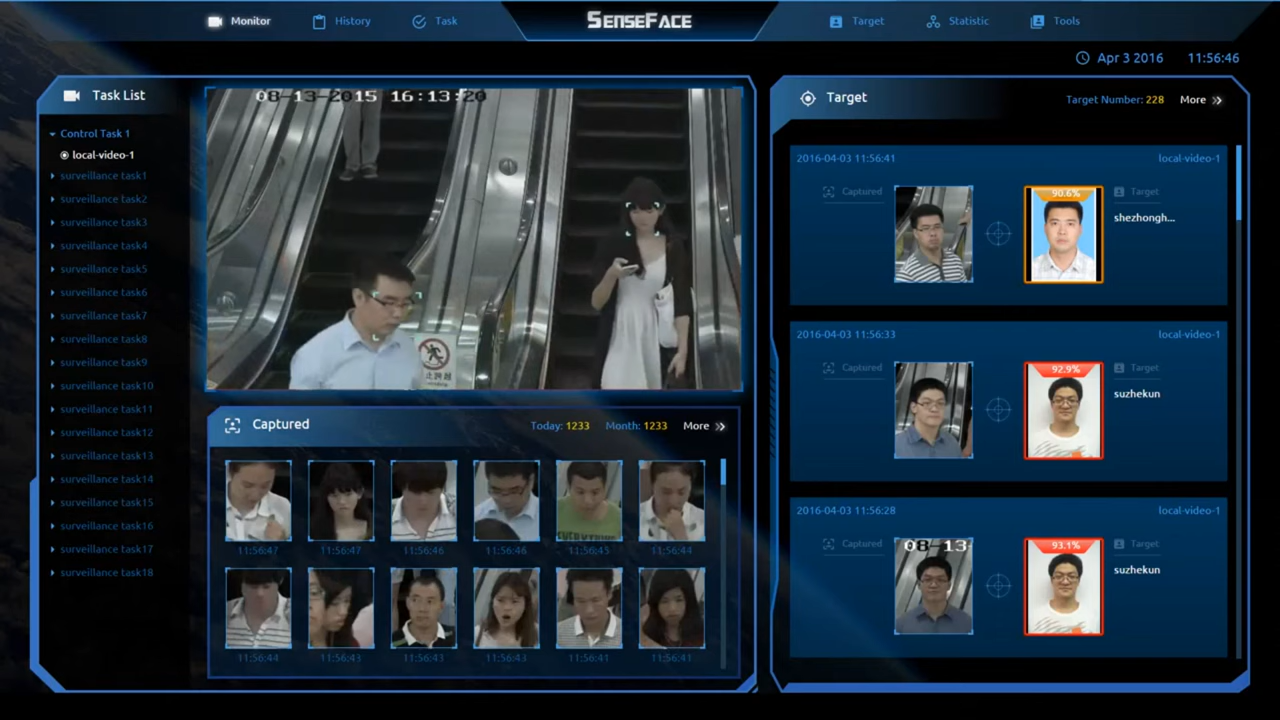 Monitor
History
Task
SENSEFACE
Target
Statistic
Tools
Apr 3 2016 11:56:46
Task List
Control Task 1
local-video-1
surveillance task1
surveillance task2
surveillance task3
surveillance task4
surveillance task5
surveillance task6
surveillance task7
surveillance task8
surveillance task9
surveillance task10
surveillance task11
surveillance task12
surveillance task13
surveillance task14
surveillance task15
surveillance task16
surveillance task17
surveillance task18
08-13-2015 16:13:20
Captured
Today: 1233 Month: 1233 More
11:56:47 11:56:47 11:56:46 11:56:46 11:56:45 11:56:44
11:56:44 11:56:43 11:56:43 11:56:43 11:56:41 11:56:41
Target
Target Number: 228 More
2016-04-03 11:56:41 local-video-1
Captured
90.6%
Target
shezhongh...
2016-04-03 11:56:33 local-video-1
Captured
92.9%
Target
suzhekun
2016-04-03 11:56:28 local-video-1
Captured
08-13
93.1%
Target
suzhekun